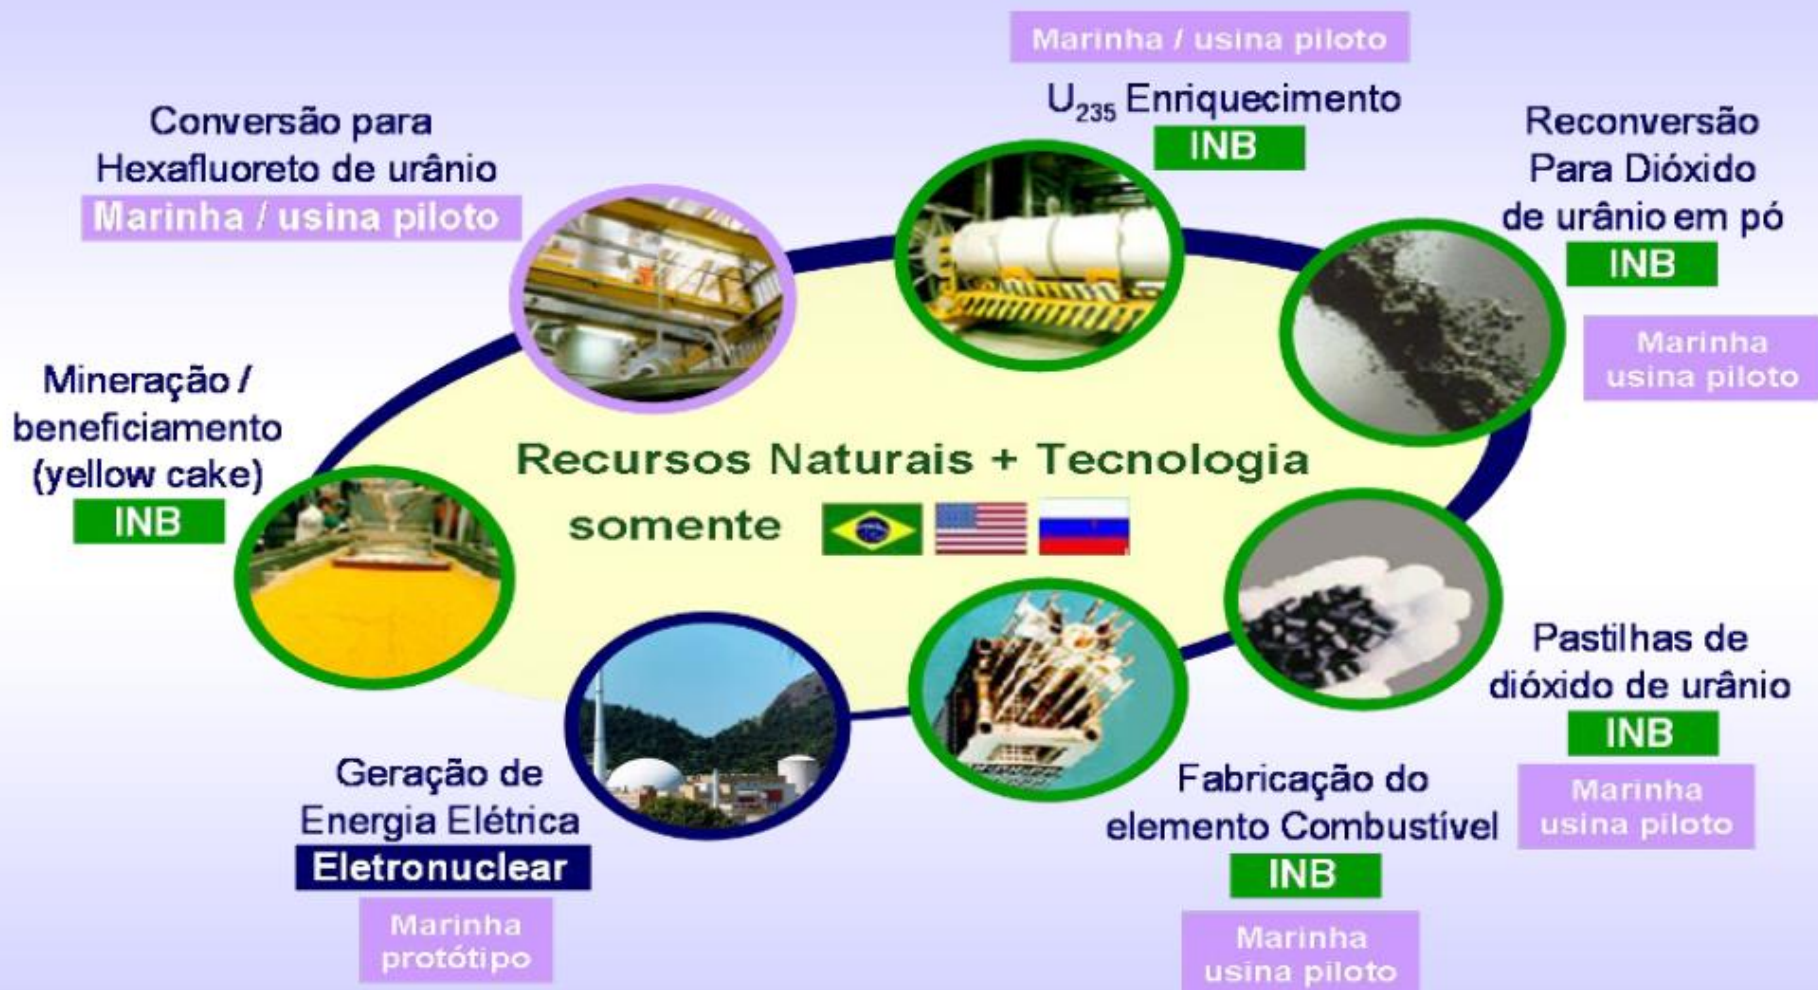 Marinha / usina piloto
U₂₃₅ Enriquecimento
INB
Conversão para
Hexafluoreto de urânio
Marinha / usina piloto
Reconversão
Para Dióxido
de urânio em pó
INB
Marinha
usina piloto
Mineração /
beneficiamento
(yellow cake)
INB
Recursos Naturais + Tecnologia
somente
Pastilhas de
dióxido de urânio
INB
Marinha
usina piloto
Fabricação do
elemento Combustível
INB
Marinha
usina piloto
Geração de
Energia Elétrica
Eletronuclear
Marinha
protótipo